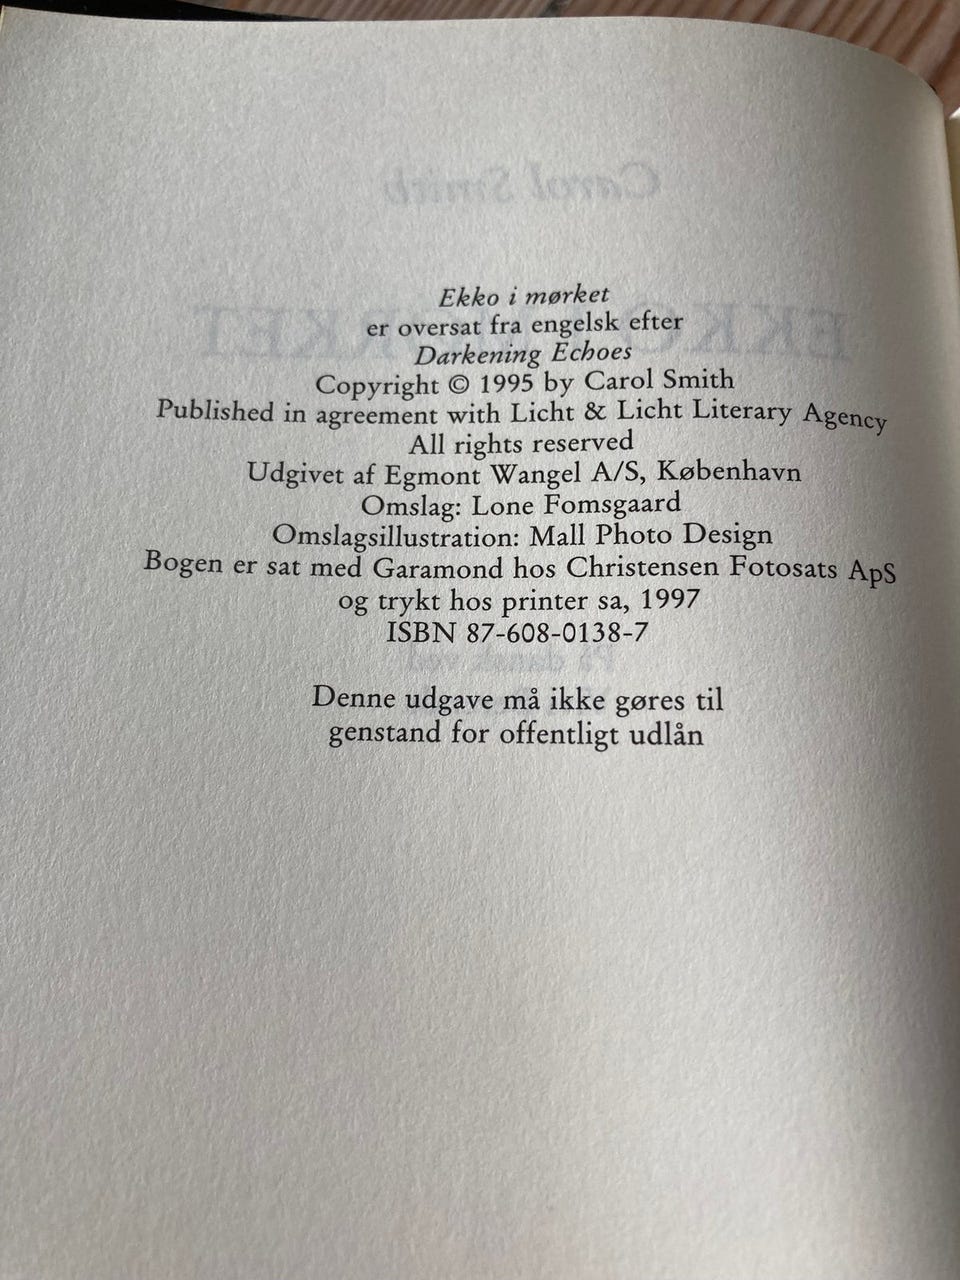 Ekko i mørket
er oversat fra engelsk efter
Darkening Echoes
Copyright © 1995 by Carol Smith
Published in agreement with Licht & Licht Literary Agency
All rights reserved
Udgivet af Egmont Wangel A/S, København
Omslag: Lone Fomsgaard
Omslagsillustration: Mall Photo Design
Bogen er sat med Garamond hos Christensen Fotosats ApS
og trykt hos printer sa, 1997
ISBN 87-608-0138-7
Denne udgave må ikke gøres til
genstand for offentligt udlån